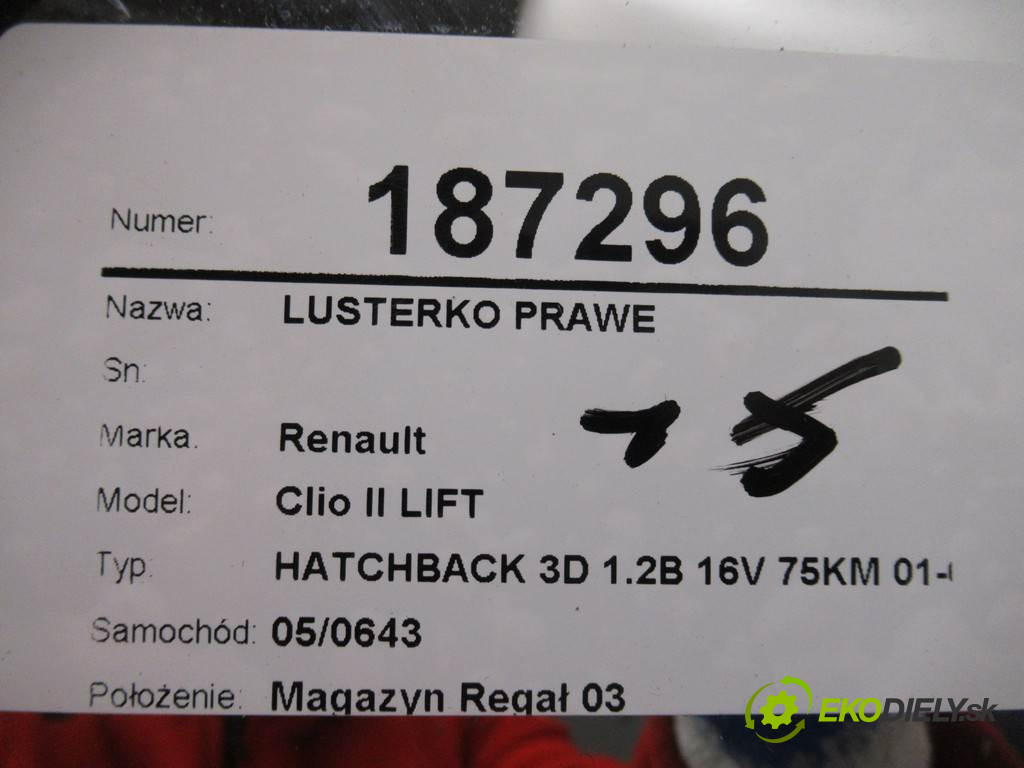 Numer: 187296
Nazwa: LUSTERKO PRAWE
Sn:
15
Marka. Renault
Model: Clio II LIFT
Typ: HATCHBACK 3D 1.2B 16V 75KM 01-
Samochód: 05/0643
Położenie: Magazyn Regał 03
EKODIELY.sk